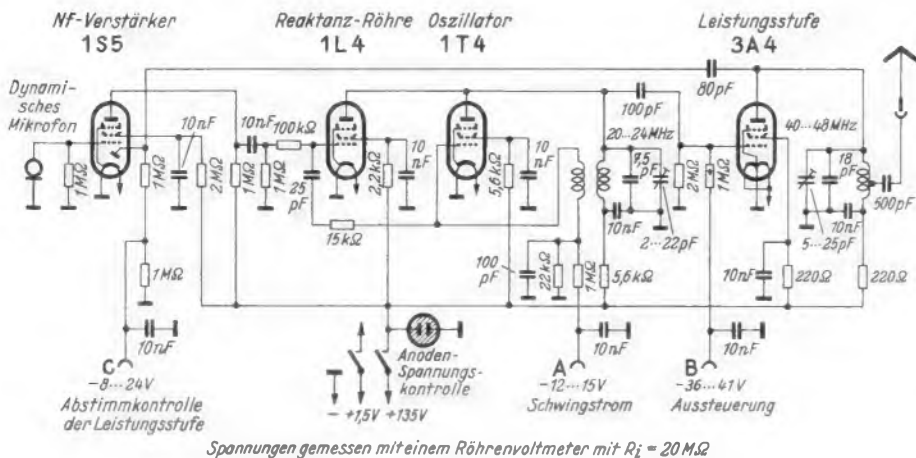 NF-Verstärker
1S5
Reaktanz-Röhre
1L4
Oszillator
1T4
Leistungsstufe
3A4
Dynami-
sches
Mikrofon
10nF
10nF
100kΩ
10
nF
10
nF
100pF
80pF
20...24MHz
40...48MHz
1MΩ
1MΩ
2MΩ
1MΩ
1MΩ
25
pF
2,2kΩ
5,6kΩ
7,5
pF
2MΩ
1MΩ
18
pF
500pF
15kΩ
10nF
2...22pF
10nF
5...25pF
1MΩ
100
pF
22kΩ
1MΩ
5,6kΩ
10nF
220Ω
220Ω
10nF
C
-8...24V
Abstimmkontrolle
der Leistungsstufe
Anoden-
Spannungs-
kontrolle
- +1,5V +135V
A
10nF
-12...15V
Schwingstrom
B
10nF
-36...41V
Aussteuerung
Spannungen gemessen mit einem Röhrenvoltmeter mit Ri = 20MΩ